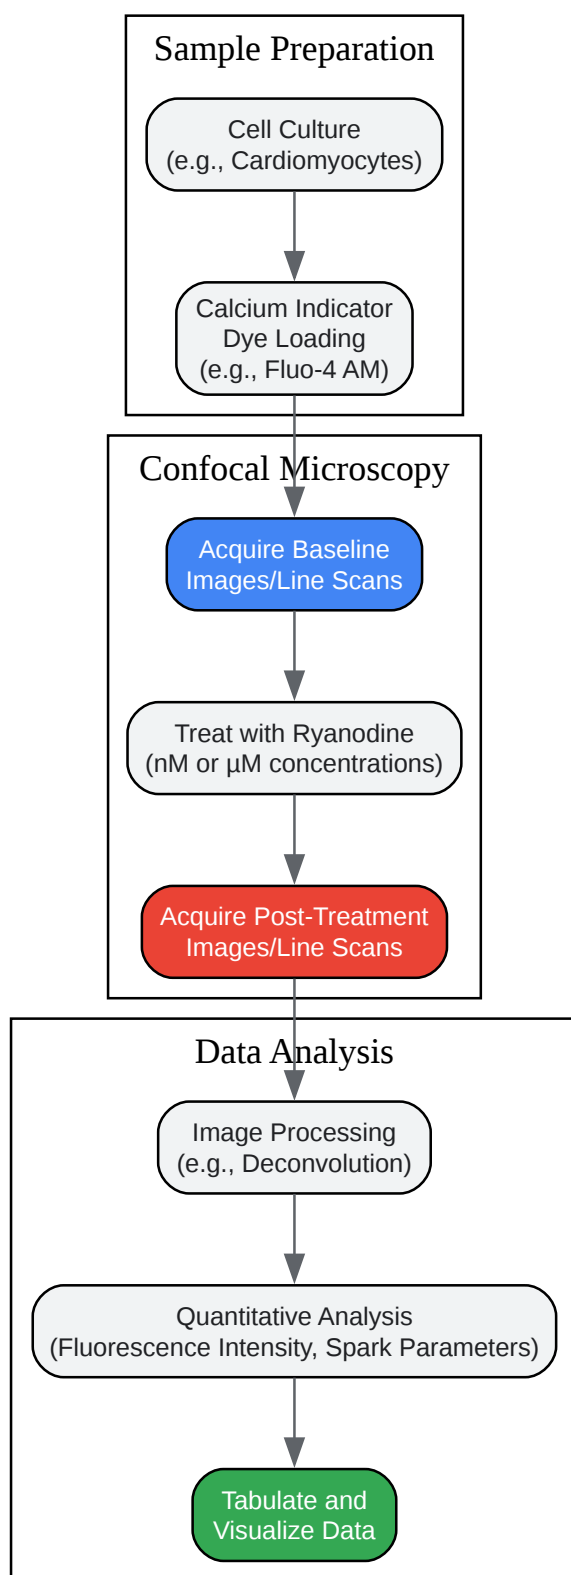 Sample Preparation
Cell Culture
(e.g., Cardiomyocytes)
Calcium Indicator
Dye Loading
(e.g., Fluo-4 AM)
Confocal Microscopy
Acquire Baseline
Images/Line Scans
Treat with Ryanodine
(nM or µM concentrations)
Acquire Post-Treatment
Images/Line Scans
Data Analysis
Image Processing
(e.g., Deconvolution)
Quantitative Analysis
(Fluorescence Intensity, Spark Parameters)
Tabulate and
Visualize Data